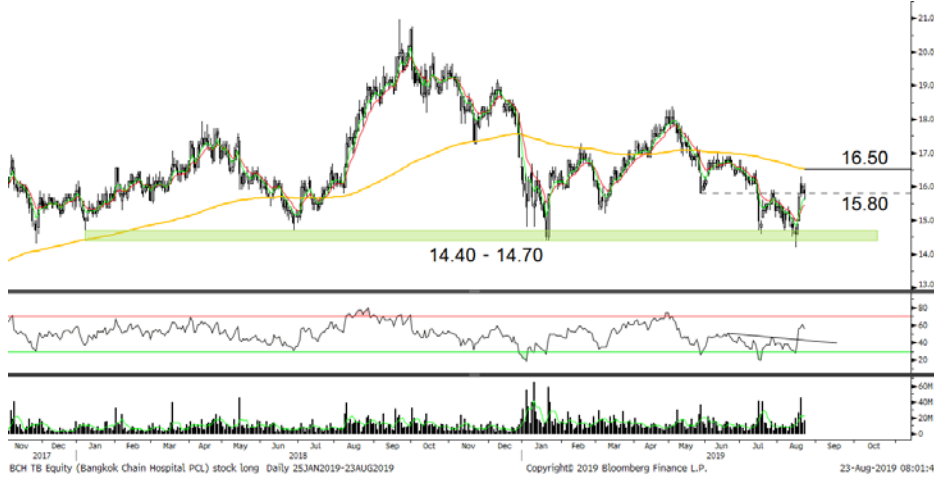 21.0
20.0
19.0
18.0
17.0
16.50
16.0
15.80
15.0
14.40 - 14.70
14.0
13.0
80
60
40
20
60M
40M
20M
0
Nov Dec Jan Feb Mar Apr May Jun Jul Aug Sep Oct Nov Dec Jan Feb Mar Apr May Jun Jul Aug Sep Oct
2017 2018 2019
BCH TB Equity (Bangkok Chain Hospital PCL) stock long Daily 25JAN2019-23AUG2019 Copyright© 2019 Bloomberg Finance L.P. 23-Aug-2019 08:01:4